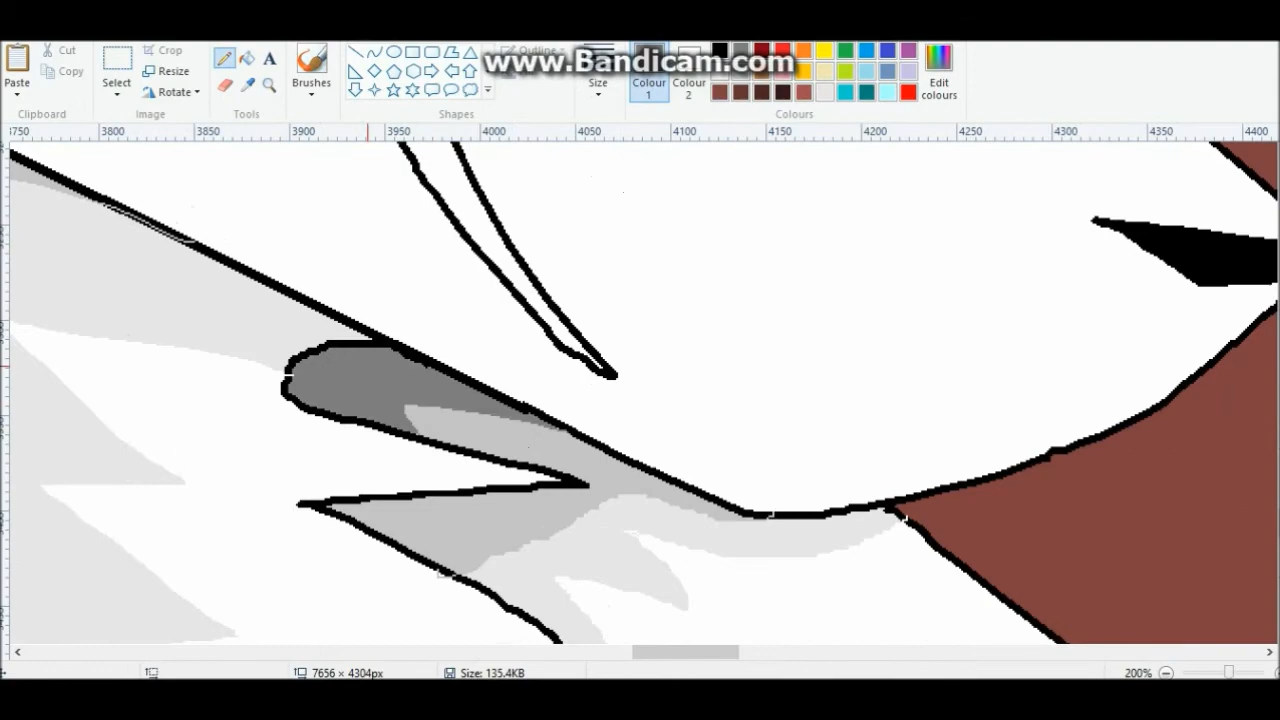 www.Bandicam.com
Cut
Crop
Outline
Copy
Resize
Paste
Select
Rotate
Brushes
Size
Colour
1
Colour
2
Edit
colours
A
Clipboard
Image
Tools
Shapes
Colours
3750 3800 3850 3900 3950 4000 4050 4100 4150 4200 4250 4300 4350 4400
7656 × 4304px
Size: 135.4KB
200%